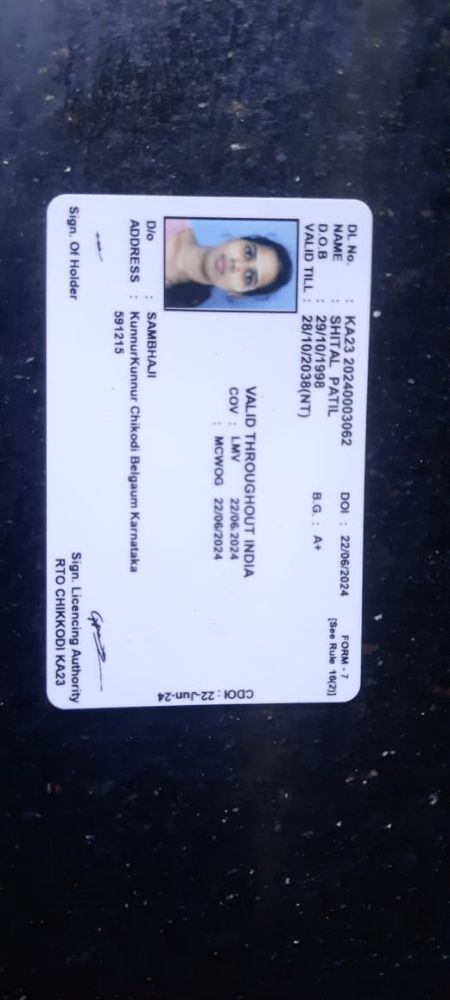 FORM - 7
[See Rule 16(2)]
DL No. : KA23 20240003062 DOI : 22/06/2024
NAME : SHITAL PATIL
D.O.B : 29/10/1998 B.G. : A+
VALID TILL : 28/10/2038(NT)
VALID THROUGHOUT INDIA
COV : LMV 22/06/2024
: MCWOG 22/06/2024
CDOI : 22-Jun-24
D/o : SAMBHAJI
ADDRESS : KunnurKunnur Chikodi Belgaum Karnataka
591215
Sign. Of Holder
Sign. Licencing Authority
RTO CHIKKODI KA23